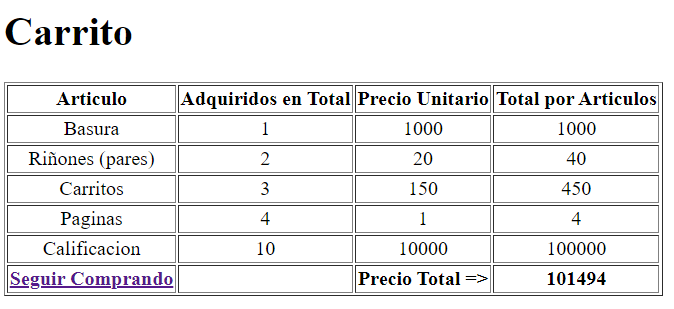 Carrito
Articulo Adquiridos en Total Precio Unitario Total por Articulos
Basura 1 1000 1000
Riñones (pares) 2 20 40
Carritos 3 150 450
Paginas 4 1 4
Calificacion 10 10000 100000
Seguir Comprando Precio Total => 101494